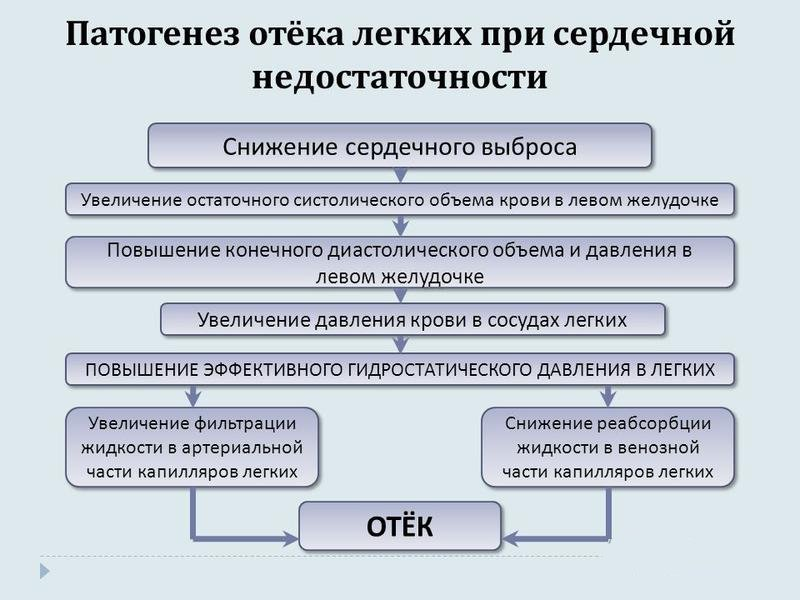 Патогенез отёка легких при сердечной
недостаточности
Снижение сердечного выброса
Увеличение остаточного систолического объема крови в левом желудочке
Повышение конечного диастолического объема и давления в
левом желудочке
Увеличение давления крови в сосудах легких
ПОВЫШЕНИЕ ЭФФЕКТИВНОГО ГИДРОСТАТИЧЕСКОГО ДАВЛЕНИЯ В ЛЕГКИХ
Увеличение фильтрации
жидкости в артериальной
части капилляров легких
Снижение реабсорбции
жидкости в венозной
части капилляров легких
ОТЁК